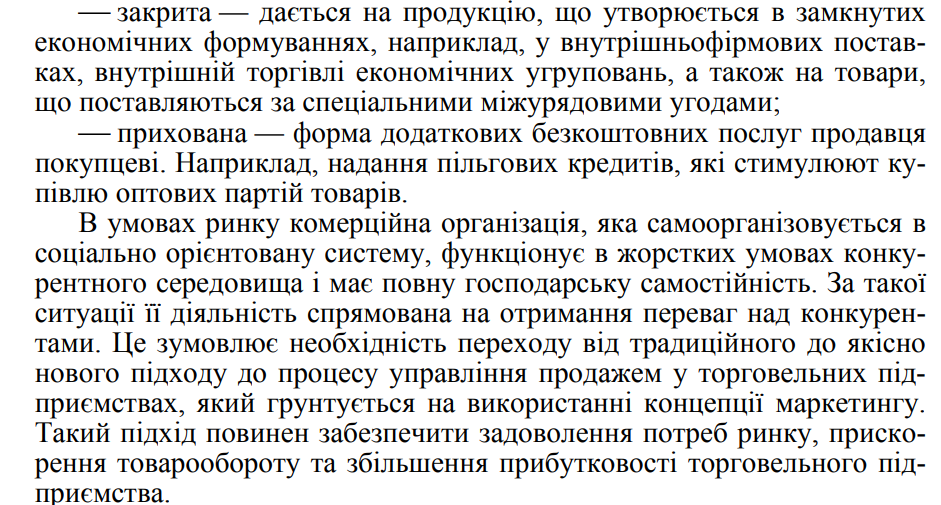 — закрита — дається на продукцію, що утворюється в замкнутих
економічних формуваннях, наприклад, у внутрішньофірмових постав-
ках, внутрішній торгівлі економічних угруповань, а також на товари,
що поставляються за спеціальними міжурядовими угодами;
— прихована — форма додаткових безкоштовних послуг продавця
покупцеві. Наприклад, надання пільгових кредитів, які стимулюют ку-
півлю оптових партій товарів.
В умовах ринку комерційна організація, яка самоорганізовується в
соціально орієнтовану систему, функціонує в жорстких умовах конку-
рентного середовища і має повну господарську самостійність. За такої
ситуації її діяльність спрямована на отримання переваг над конкурен-
тами. Це зумовлює необхідність переходу від традиційного до якісно
нового підходу до процесу управління продажем у торговельних під-
приємствах, який грунтується на використанні концепції маркетингу.
Такий підхід повинен забезпечити задоволення потреб ринку, приско-
рення товарообороту та збільшення прибутковості торговельного під-
приємства.